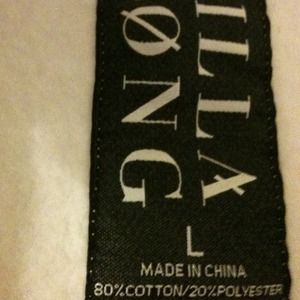 ILLA
ØNG
L
MADE IN CHINA
80%COTTON/20%POLYESTER